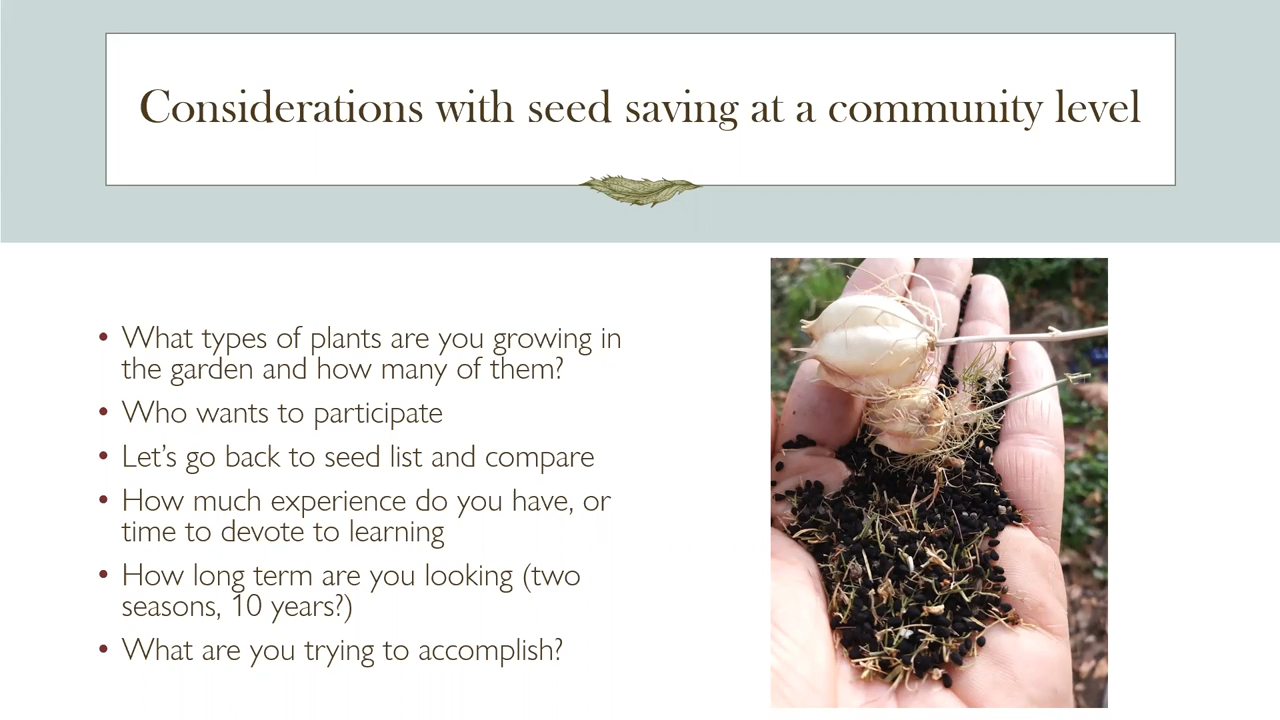 Considerations with seed saving at a community level
• What types of plants are you growing in
the garden and how many of them?
• Who wants to participate
• Let’s go back to seed list and compare
• How much experience do you have, or
time to devote to learning
• How long term are you looking (two
seasons, 10 years?)
• What are you trying to accomplish?